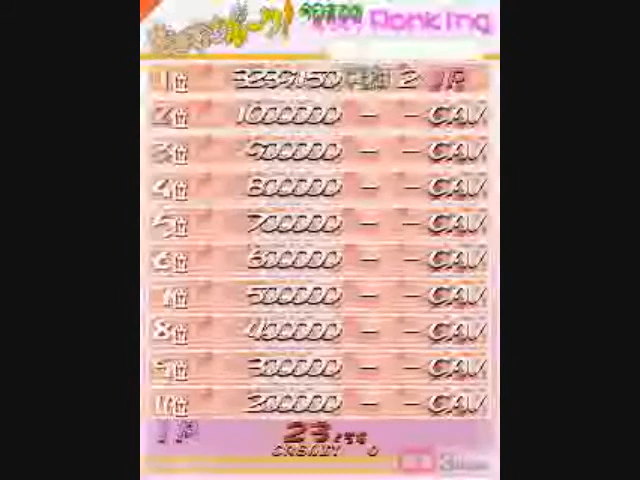 Ranking
1位 2 1P
2位 1000000 - - CAV
3位 900000 - - CAV
4位 800000 - - CAV
5位 700000 - - CAV
6位 600000 - - CAV
7位 500000 - - CAV
8位 400000 - - CAV
9位 300000 - - CAV
10位 200000 - - CAV
1P 23
CREDIT 0